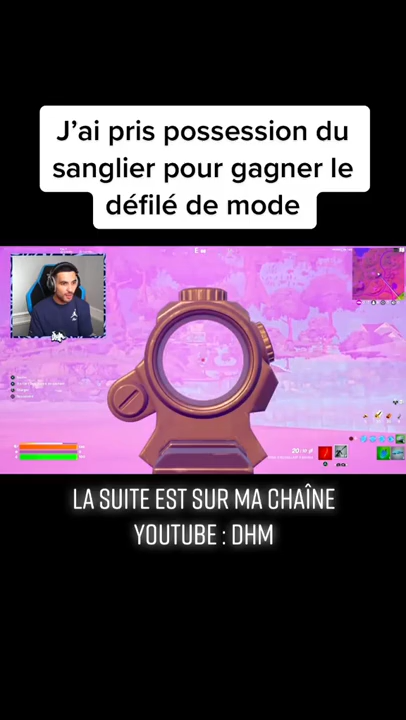 J’ai pris possession du
sanglier pour gagner le
défilé de mode
LA SUITE EST SUR MA CHAÎNE
YOUTUBE : DHM